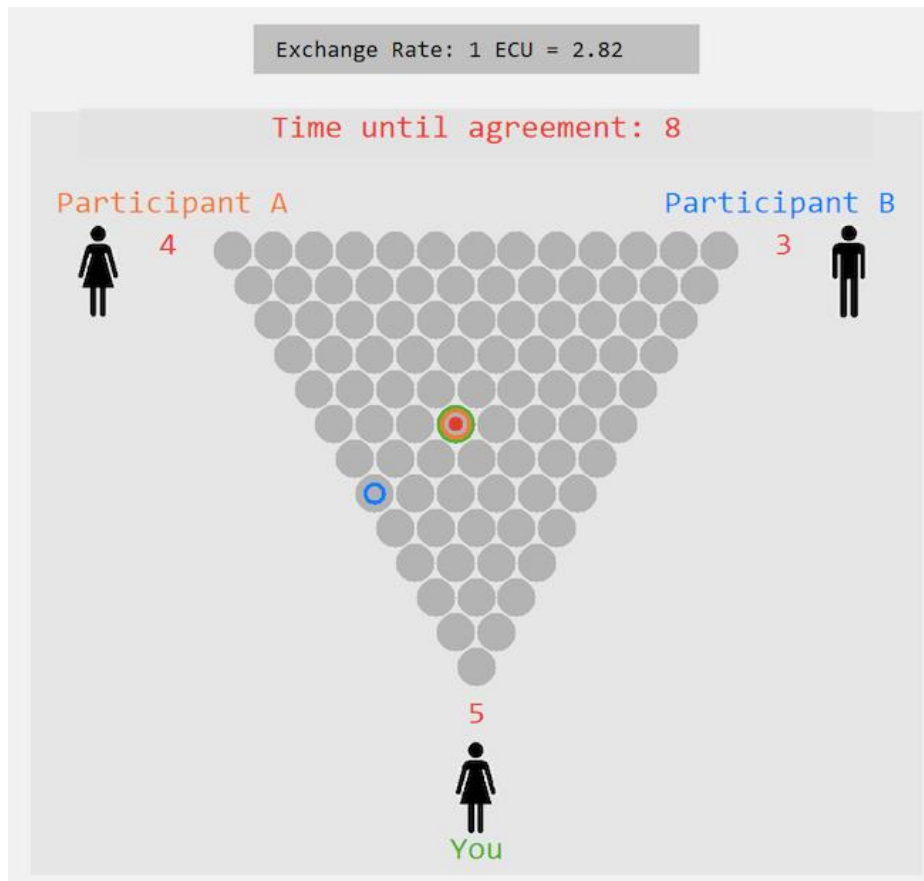 Exchange Rate: 1 ECU = 2.82
Time until agreement: 8
Participant A
Participant B
4
3
5
You